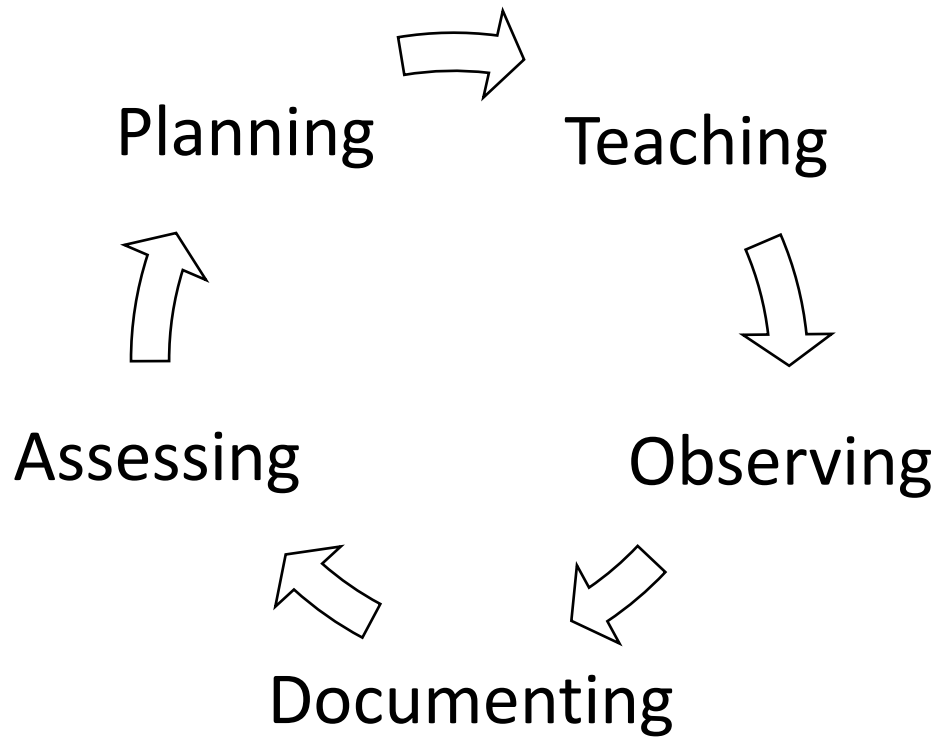 Planning
Teaching
Assessing
Observing
Documenting